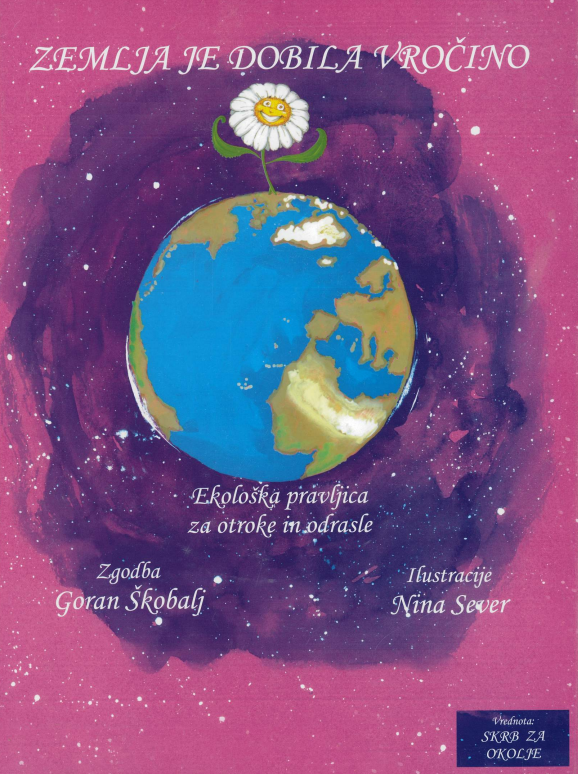 ZEMLJA JE DOBILA VROČINO
Ekološka pravljica
za otroke in odrasle
Zgodba
Goran Škobalj
Ilustracije
Nina Sever
Vrednota:
SKRB ZA
OKOLJE